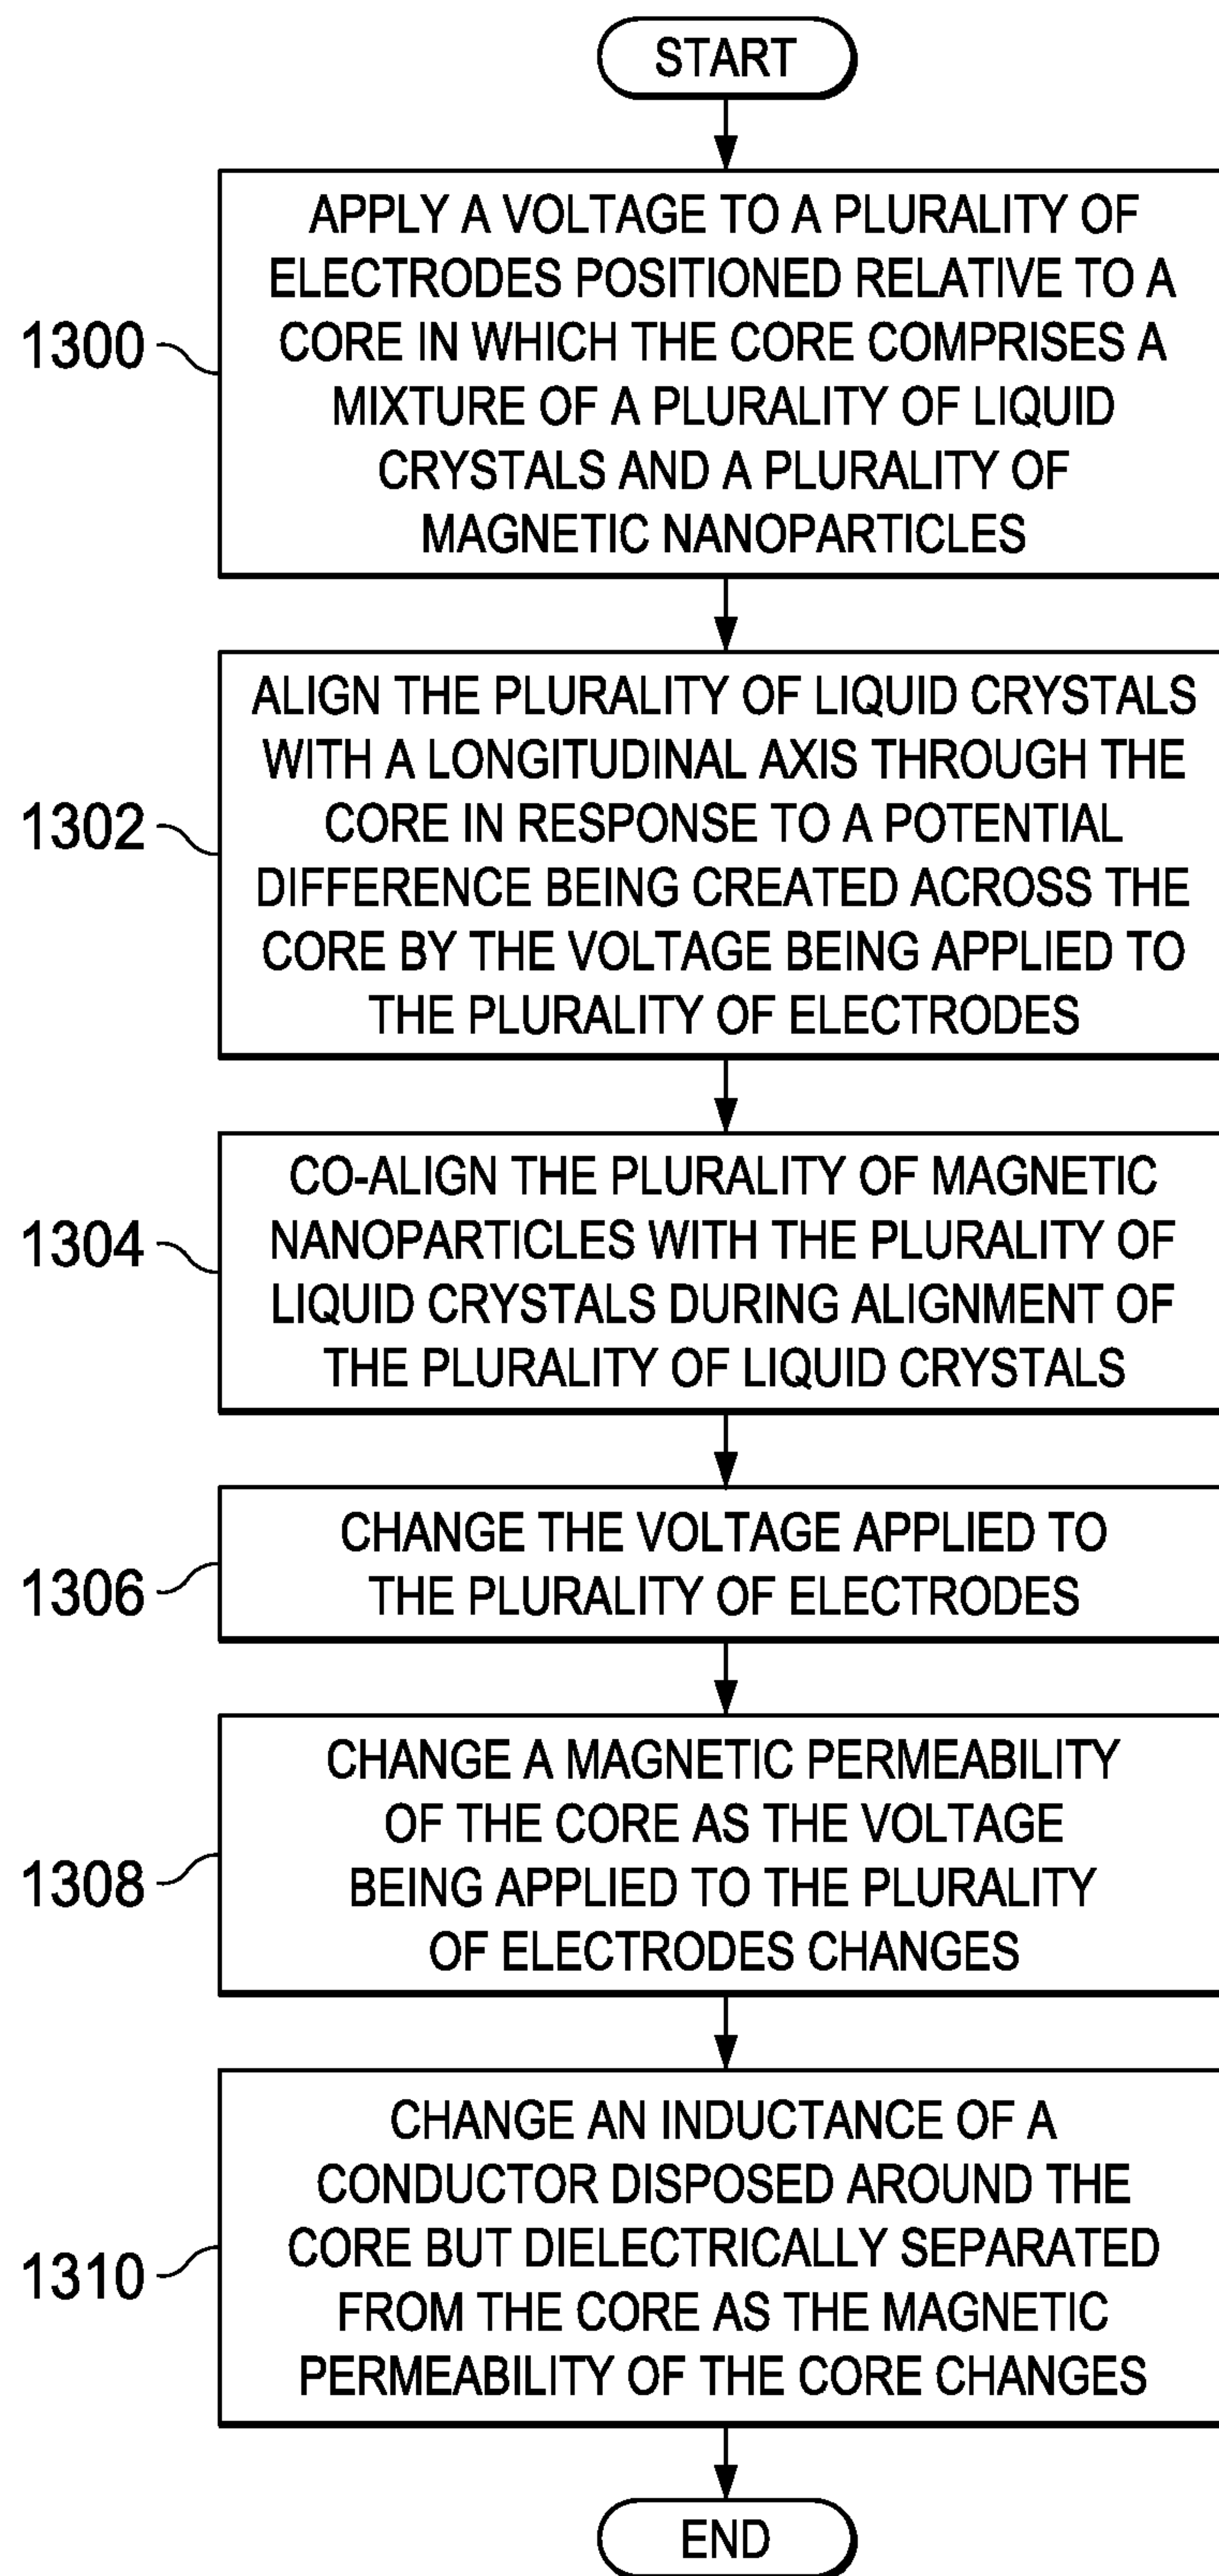 START
1300
APPLY A VOLTAGE TO A PLURALITY OF
ELECTRODES POSITIONED RELATIVE TO A
CORE IN WHICH THE CORE COMPRISES A
MIXTURE OF A PLURALITY OF LIQUID
CRYSTALS AND A PLURALITY OF
MAGNETIC NANOPARTICLES
1302
ALIGN THE PLURALITY OF LIQUID CRYSTALS
WITH A LONGITUDINAL AXIS THROUGH THE
CORE IN RESPONSE TO A POTENTIAL
DIFFERENCE BEING CREATED ACROSS THE
CORE BY THE VOLTAGE BEING APPLIED TO
THE PLURALITY OF ELECTRODES
1304
CO-ALIGN THE PLURALITY OF MAGNETIC
NANOPARTICLES WITH THE PLURALITY OF
LIQUID CRYSTALS DURING ALIGNMENT OF
THE PLURALITY OF LIQUID CRYSTALS
1306
CHANGE THE VOLTAGE APPLIED TO
THE PLURALITY OF ELECTRODES
1308
CHANGE A MAGNETIC PERMEABILITY
OF THE CORE AS THE VOLTAGE
BEING APPLIED TO THE PLURALITY
OF ELECTRODES CHANGES
1310
CHANGE AN INDUCTANCE OF A
CONDUCTOR DISPOSED AROUND THE
CORE BUT DIELECTRICALLY SEPARATED
FROM THE CORE AS THE MAGNETIC
PERMEABILITY OF THE CORE CHANGES
END